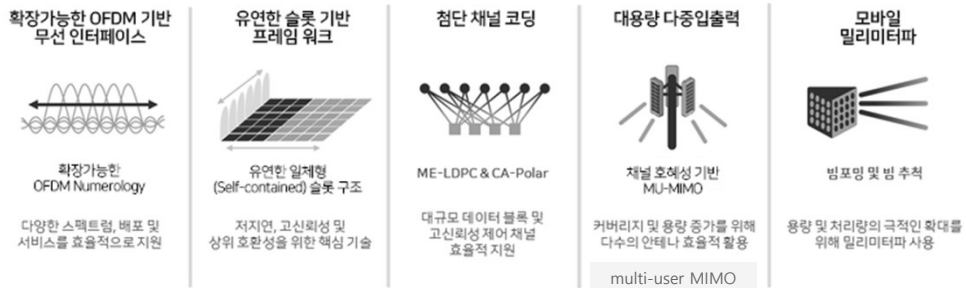 확장가능한 OFDM 기반
무선 인터페이스
확장가능한
OFDM Numerology
다양한 스펙트럼, 배포 및
서비스를 효율적으로 지원
유연한 슬롯 기반
프레임 워크
유연한 일체형
(Self-contained) 슬롯 구조
저지연, 고신뢰성 및
상위 호환성을 위한 핵심 기술
첨단 채널 코딩
ME-LDPC & CA-Polar
대규모 데이터 블록 및
고신뢰성 제어 채널
효율적 지원
대용량 다중입출력
채널 호혜성 기반
MU-MIMO
커버리지 및 용량 증가를 위해
다수의 안테나 효율적 활용
multi-user MIMO
모바일
밀리미터파
빔포밍 및 빔 추척
용량 및 처리량의 극적인 확대를
위해 밀리미터파 사용